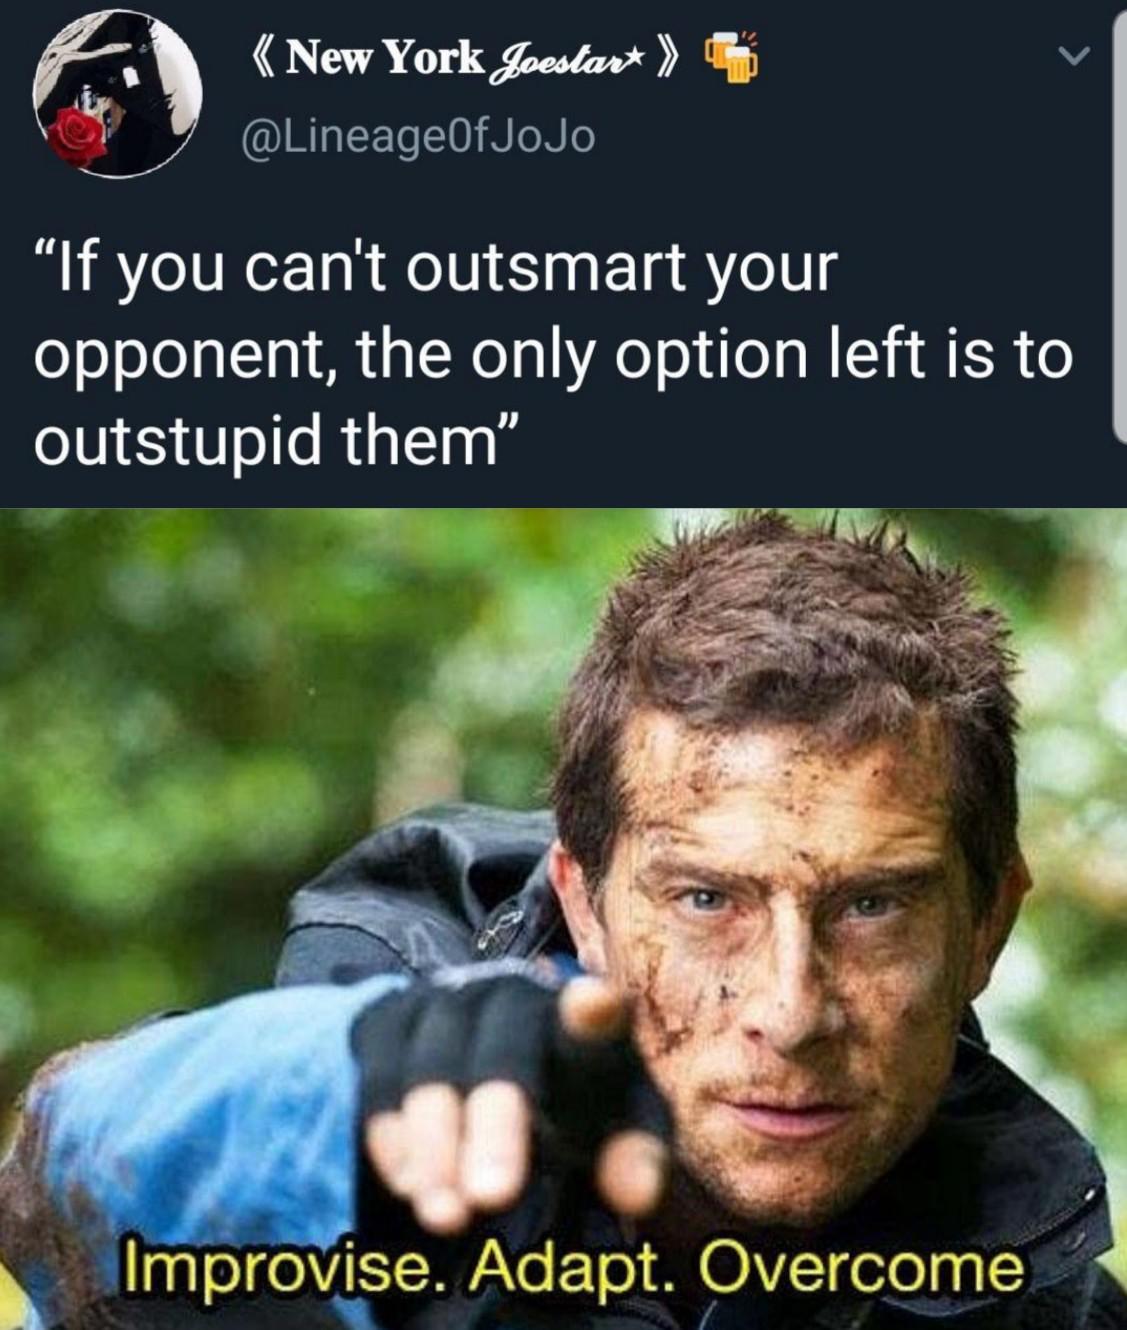 《 New York Joestar★ 》 🍻
@LineageOfJoJo
“If you can't outsmart your
opponent, the only option left is to
outstupid them”
Improvise. Adapt. Overcome